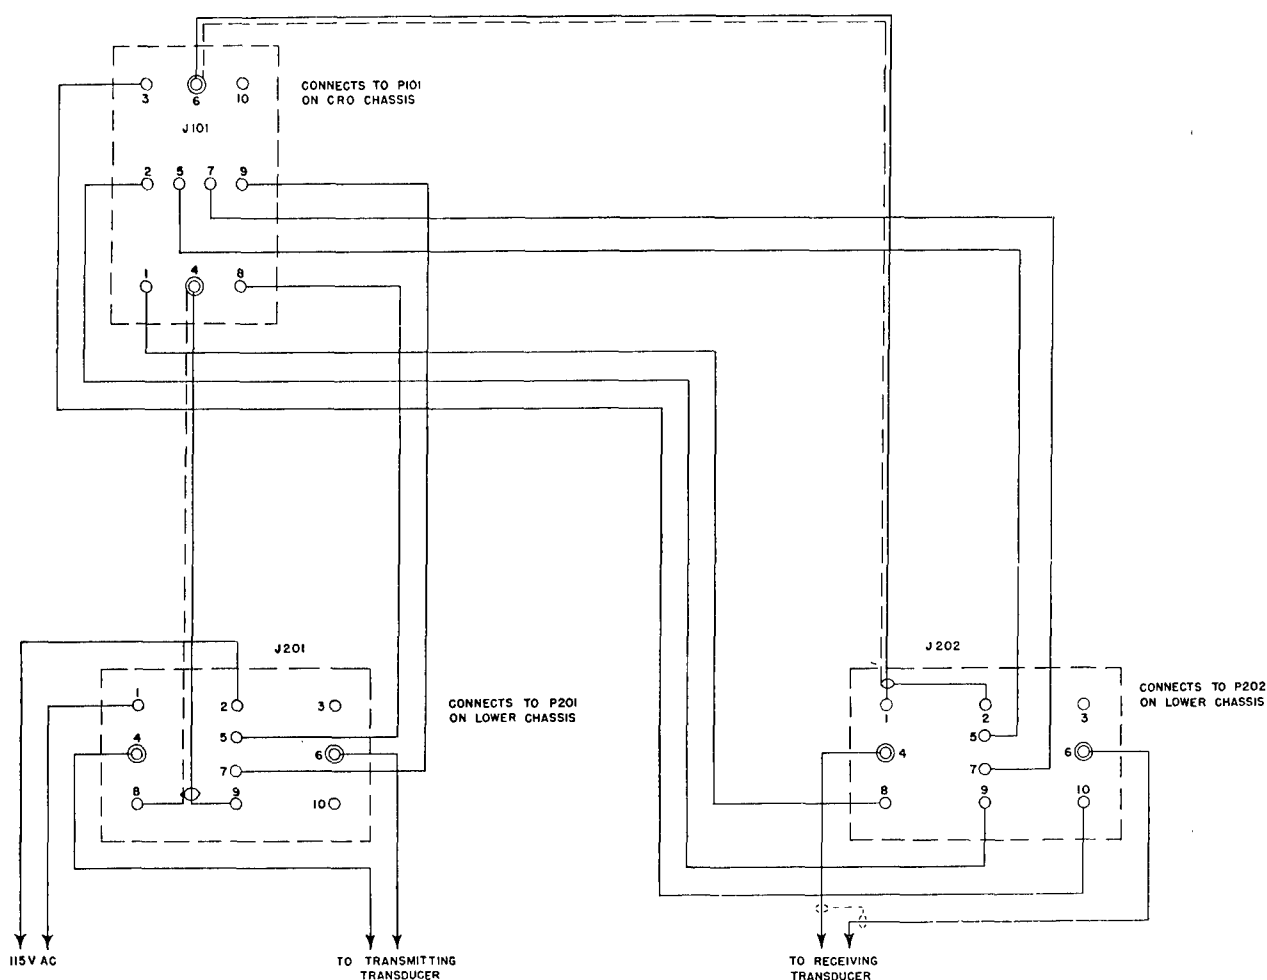 CONNECTS TO P101
ON CRO CHASSIS
3 6 10
J101
2 5 7 9
1 4 8
J201
J202
CONNECTS TO P201
ON LOWER CHASSIS
CONNECTS TO P202
ON LOWER CHASSIS
1 2 3
4 5 6
7
8 9 10
1 2 3
4 5 6
7
8 9 10
115V AC
TO TRANSMITTING
TRANSDUCER
TO RECEIVING
TRANSDUCER